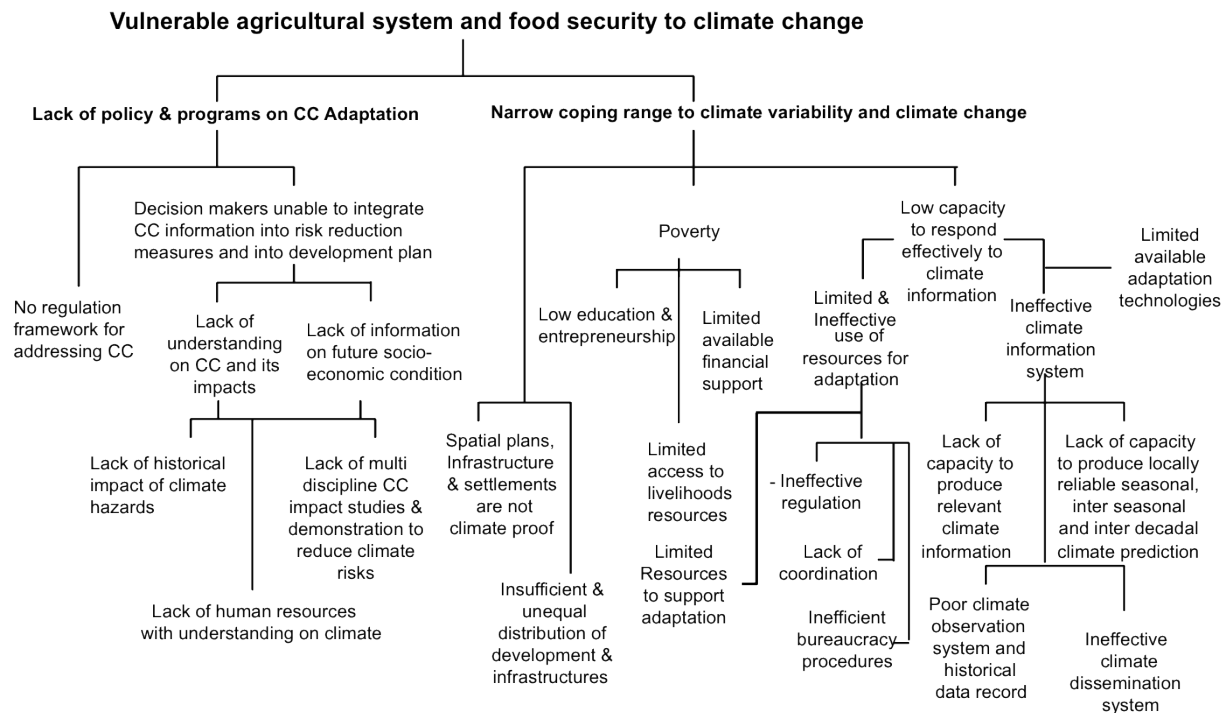 Vulnerable agricultural system and food security to climate change
Lack of policy & programs on CC Adaptation
Narrow coping range to climate variability and climate change
Decision makers unable to integrate
CC information into risk reduction
measures and into development plan
No regulation
framework for
addressing CC
Lack of
understanding
on CC and its
impacts
Lack of information
on future socio-
economic condition
Lack of historical
impact of climate
hazards
Lack of multi
discipline CC
impact studies &
demonstration to
reduce climate
risks
Lack of human resources
with understanding on climate
Spatial plans,
Infrastructure
& settlements
are not
climate proof
Insufficient &
unequal
distribution of
development &
infrastructures
Poverty
Low education &
entrepreneurship
Limited
available
financial
support
Limited
access to
livelihoods
resources
Low capacity
to respond
effectively to
climate
information
Limited &
Ineffective
use of
resources for
adaptation
Limited
Resources
to support
adaptation
- Ineffective
regulation
Lack of
coordination
Inefficient
bureaucracy
procedures
Limited
available
adaptation
technologies
Ineffective
climate
information
system
Lack of
capacity to
produce
relevant
climate
information
Lack of capacity
to produce locally
reliable seasonal,
inter seasonal
and inter decadal
climate prediction
Poor climate
observation
system and
historical
data record
Ineffective
climate
dissemination
system